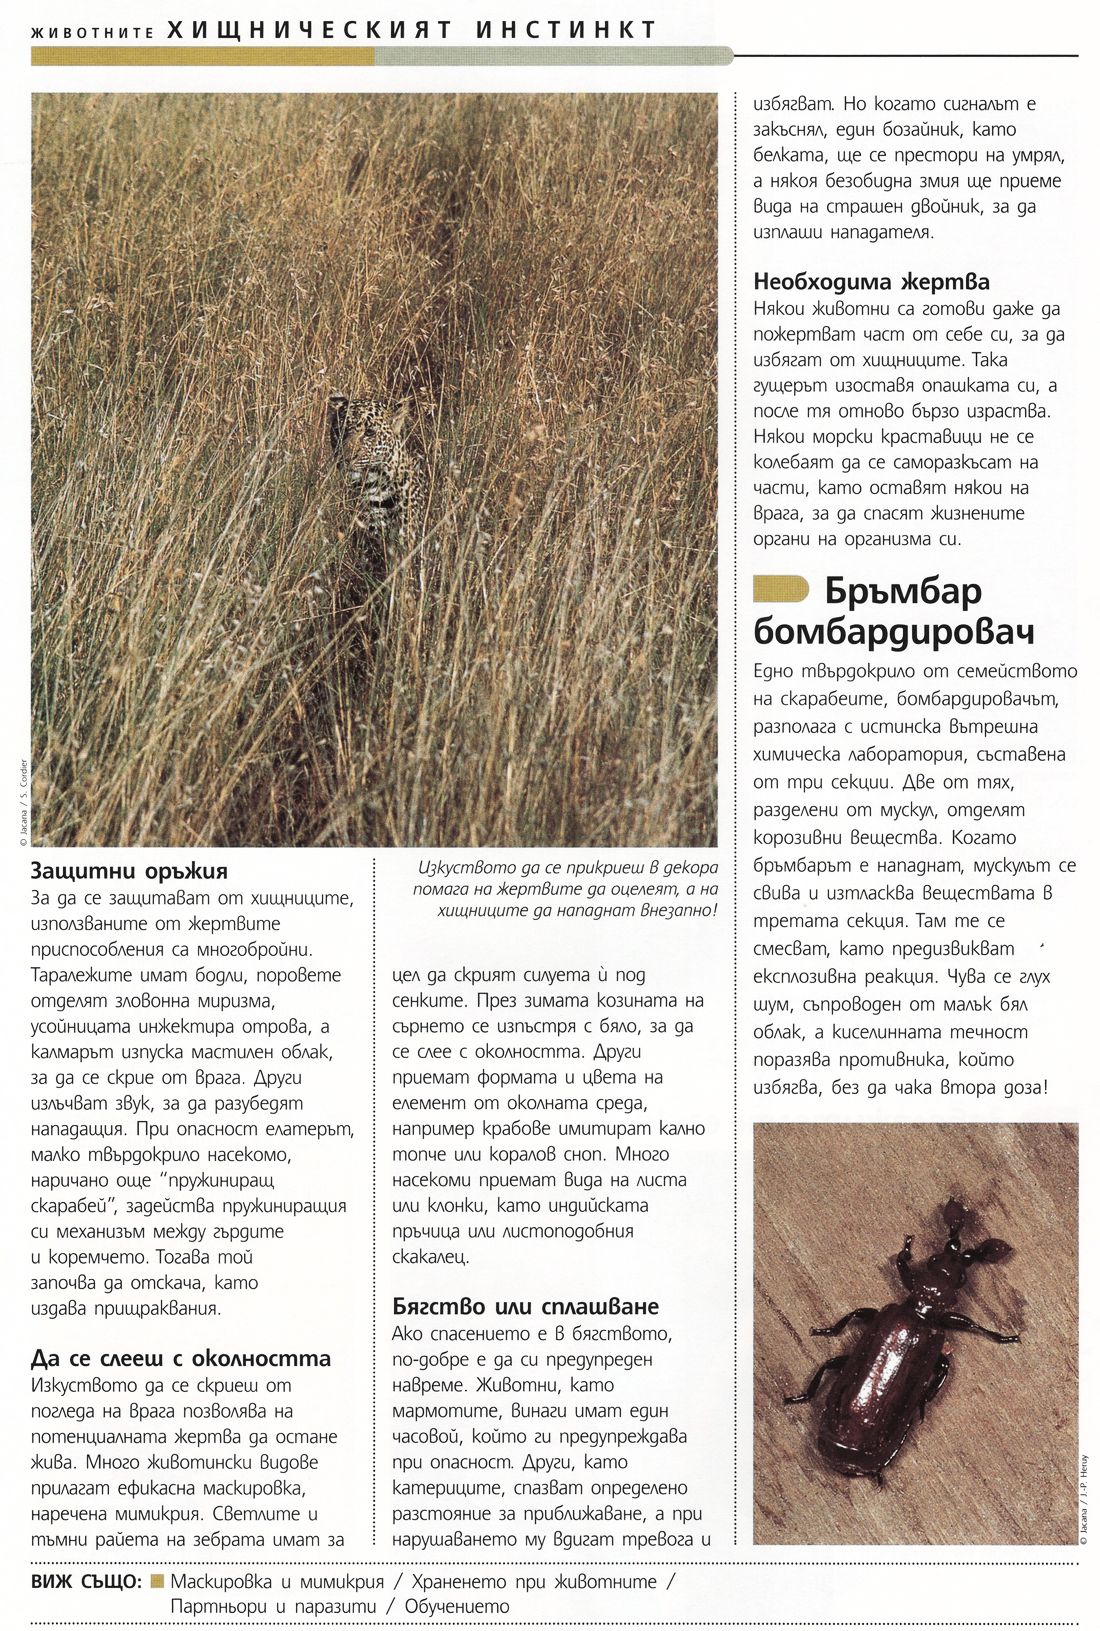 ЖИВОТНИТЕ ХИЩНИЧЕСКИЯТ ИНСТИНКТ
© Jacana / S. Cordier
Защитни оръжия
За да се защитават от хищниците,
използваните от жертвите
приспособления са многобройни.
Таралежите имат бодли, поровете
отделят зловонна миризма,
усойницата инжектира отрова, а
калмарът изпуска мастилен облак,
за да се скрие от врага. Други
излъчват звук, за да разубедят
нападащия. При опасност елатерът,
малко твърдокрило насекомо,
наричано още “пружиниращ
скарабей”, задейства пружиниращия
си механизъм между гърдите
и коремчето. Тогава той
започва да отскача, като
издава прищраквания.
Да се слееш с околността
Изкуството да се скриеш от
погледа на врага позволява на
потенциалната жертва да остане
жива. Много животински видове
прилагат ефикасна маскировка,
наречена мимикрия. Светлите и
тъмни райета на зебрата имат за
Изкуството да се прикриеш в декора
помага на жертвите да оцелеят, а на
хищниците да нападнат внезапно!
цел да скрият силуета ѝ под
сенките. През зимата козината на
сърнето се изпъстря с бяло, за да
се слее с околността. Други
приемат формата и цвета на
елемент от околната среда,
например крабове имитират кално
топче или коралов сноп. Много
насекоми приемат вида на листа
или клонки, като индийската
пръчица или листоподобния
скакалец.
Бягство или сплашване
Ако спасението е в бягството,
по-добре е да си предупреден
навреме. Животни, като
мармотите, винаги имат един
часовой, който ги предупреждава
при опасност. Други, като
катериците, спазват определено
разстояние за приближаване, а при
нарушаването му вдигат тревога и
избягват. Но когато сигналът е
закъснял, един бозайник, като
белката, ще се престори на умрял,
а някоя безобидна змия ще приеме
вида на страшен двойник, за да
изплаши нападателя.
Необходима жертва
Някои животни са готови даже да
пожертват част от себе си, за да
избягат от хищниците. Така
гущерът изоставя опашката си, а
после тя отново бързо израства.
Някои морски краставици не се
колебаят да се саморазкъсат на
части, като оставят някои на
врага, за да спасят жизнените
органи на организма си.
Бръмбар
бомбардировач
Едно твърдокрило от семейството
на скарабеите, бомбардировачът,
разполага с истинска вътрешна
химическа лаборатория, съставена
от три секции. Две от тях,
разделени от мускул, отделят
корозивни вещества. Когато
бръмбарът е нападнат, мускулът се
свива и изтласква веществата в
третата секция. Там те се
смесват, като предизвикват
експлозивна реакция. Чува се глух
шум, съпроводен от малък бял
облак, а киселинната течност
поразява противника, който
избягва, без да чака втора доза!
© Jacana / J.-P. Heruy
ВИЖ СЪЩО: Маскировка и мимикрия / Храненето при животните /
Партньори и паразити / Обучението